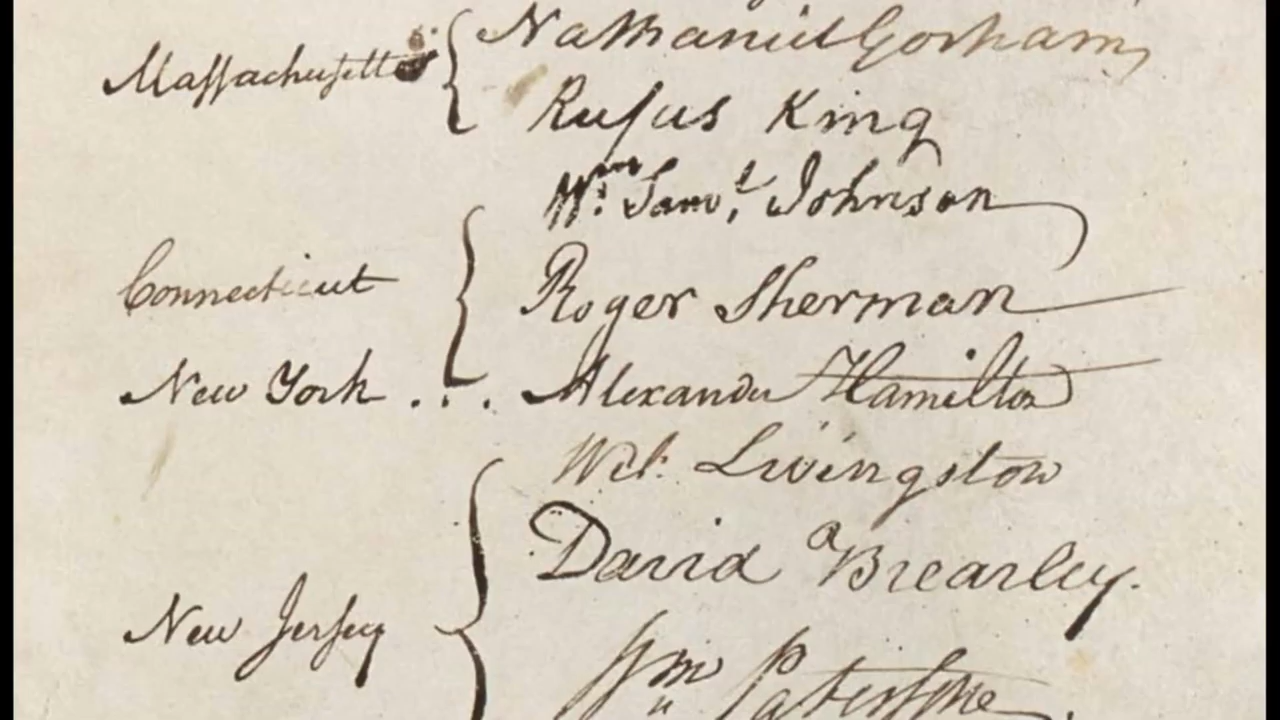 Massachusetts { Nathaniel Gorham
Rufus King
Connecticut { Wm. Saml. Johnson
Roger Sherman
New York ... Alexander Hamilton
New Jersey { Wil: Livingston
David Brearley.
Wm Paterson.